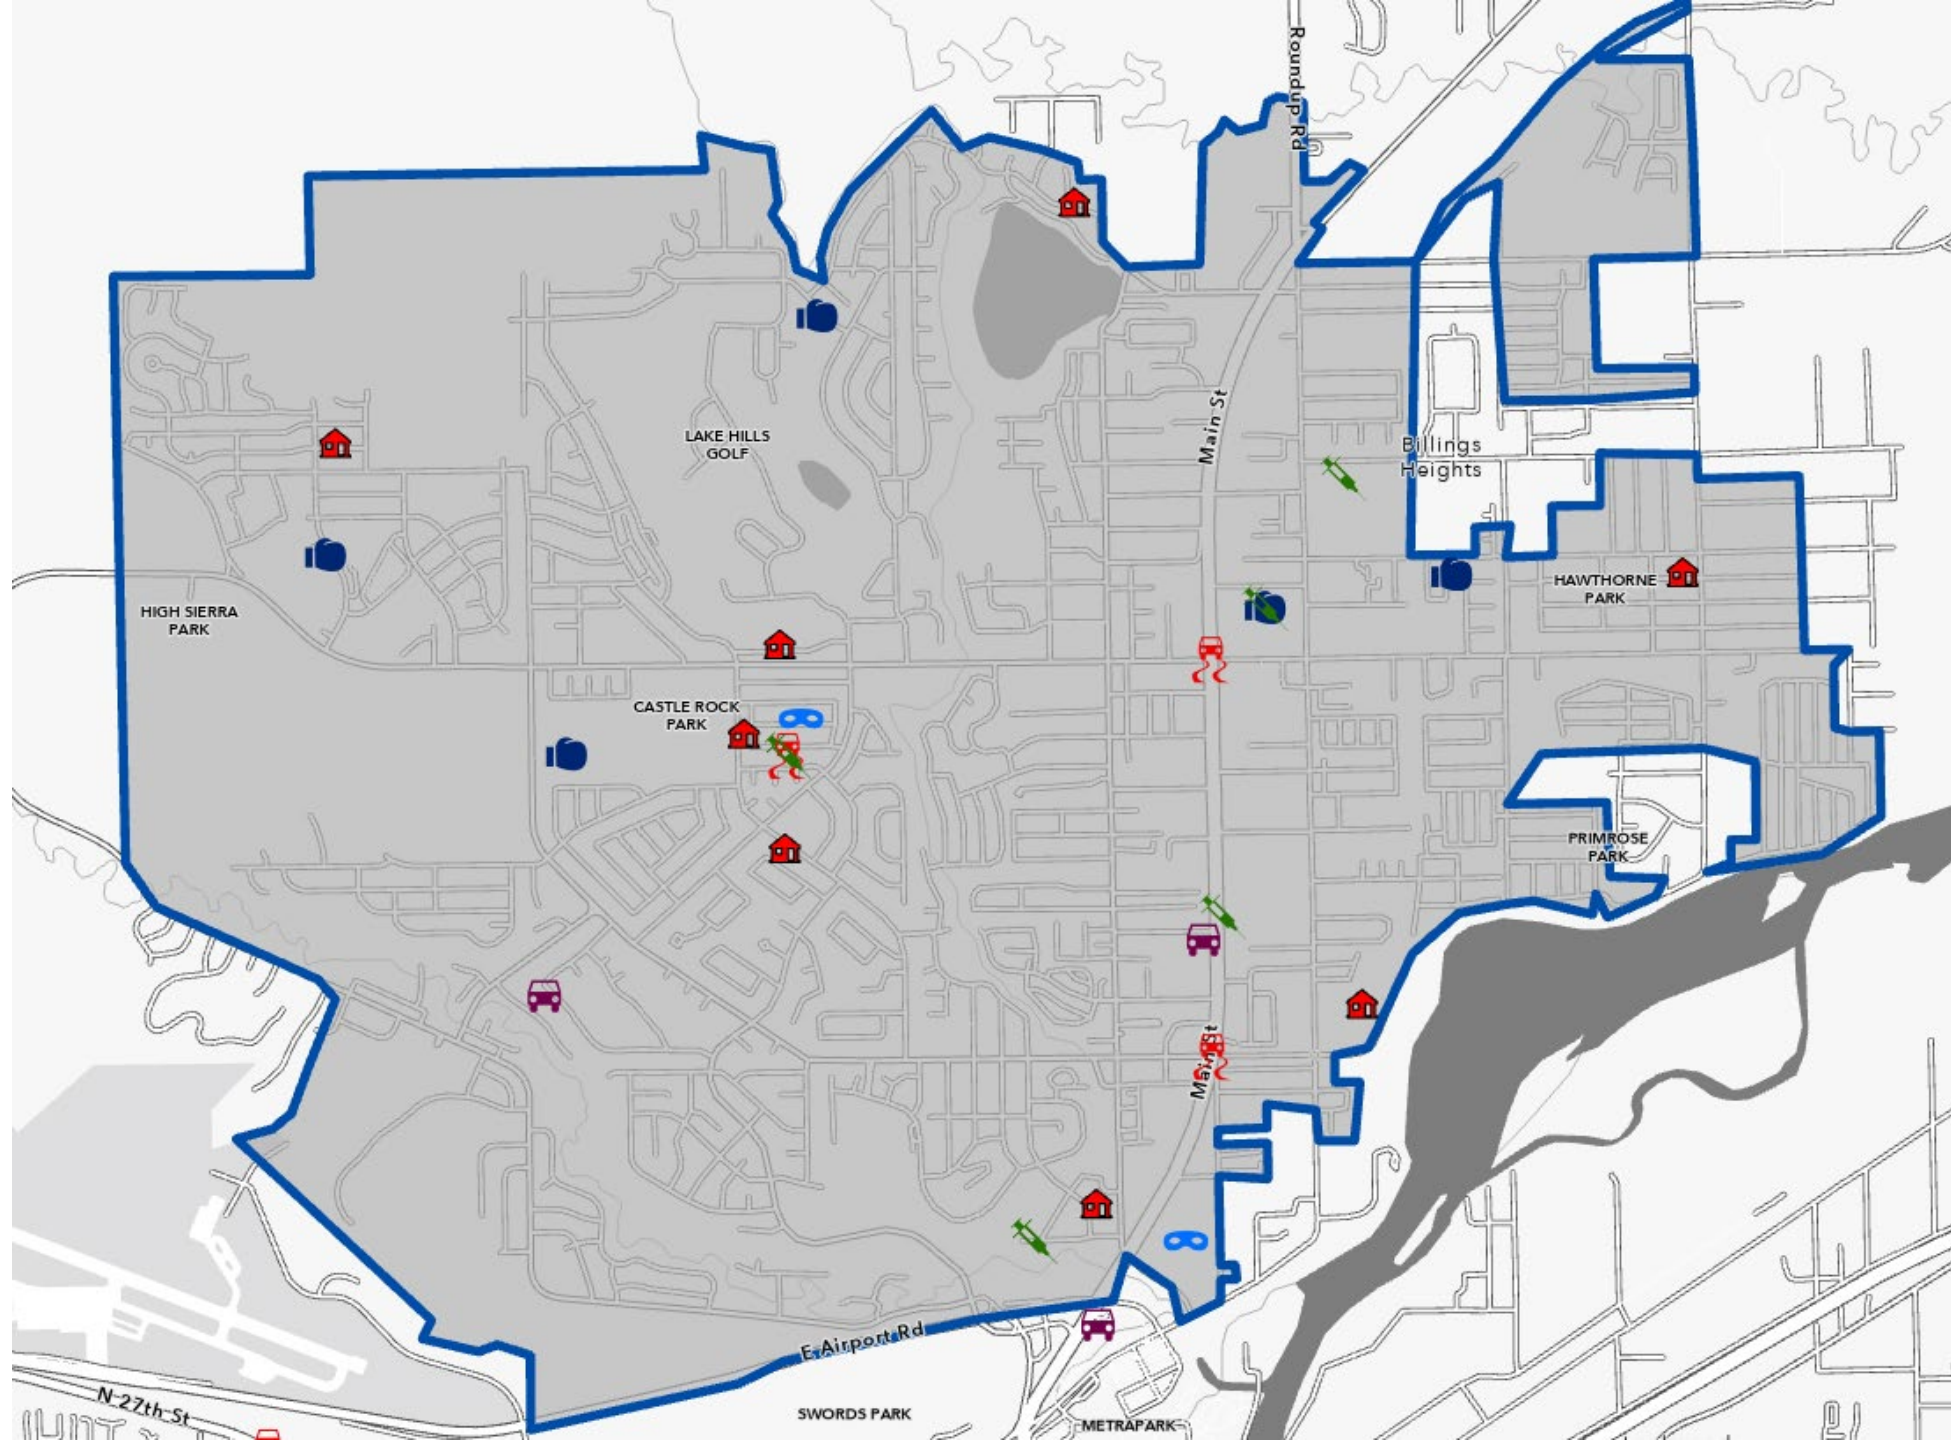 Roundup Rd
Main St
LAKE HILLS
GOLF
Billings
Heights
HIGH SIERRA
PARK
HAWTHORNE
PARK
CASTLE ROCK
PARK
PRIMROSE
PARK
Main St
E Airport Rd
N 27th St
SWORDS PARK
METRAPARK